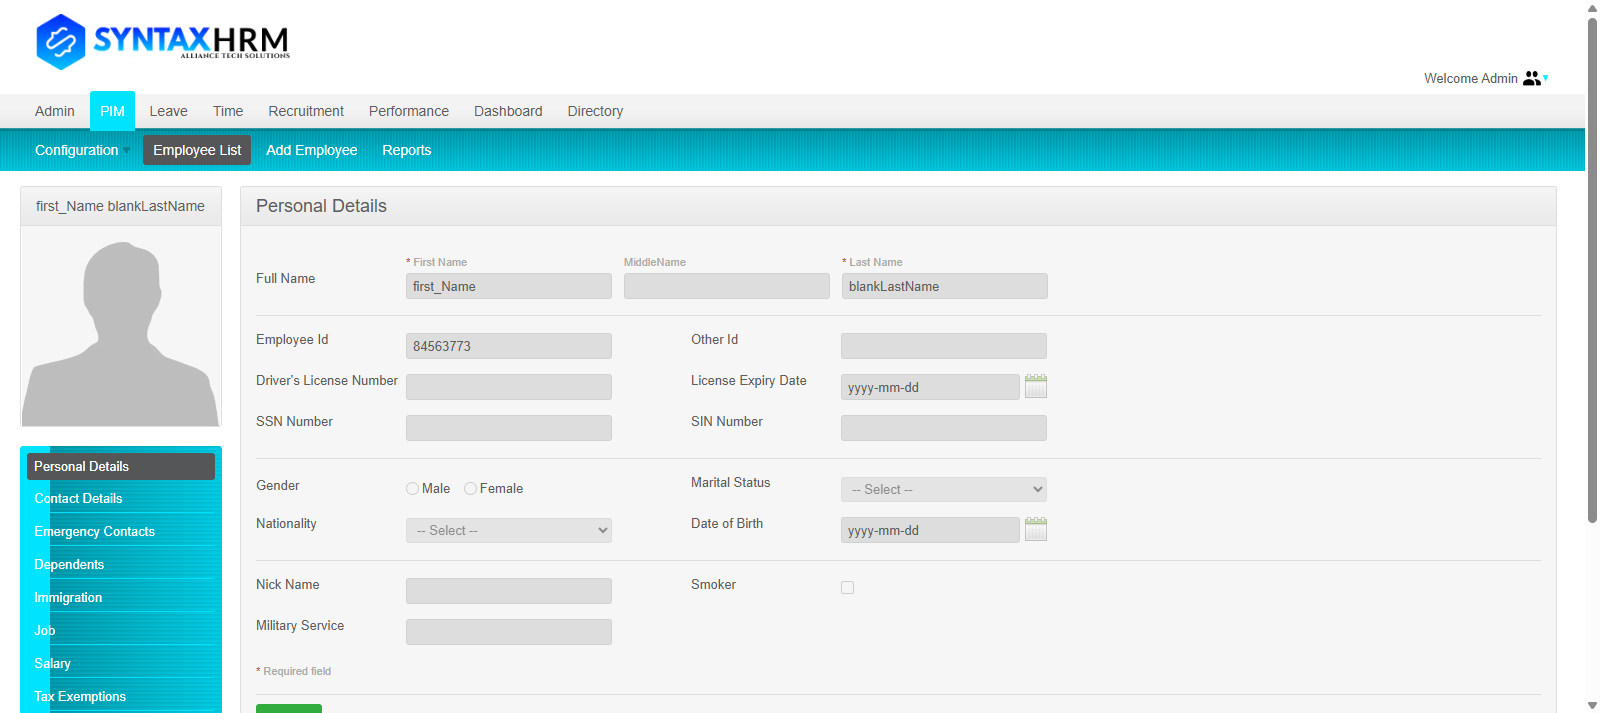 SYNTAXHRM
ALLIANCE TECH SOLUTIONS
Welcome Admin
Admin PIM Leave Time Recruitment Performance Dashboard Directory
Configuration Employee List Add Employee Reports
first_Name blankLastName
Personal Details
* First Name MiddleName * Last Name
Full Name first_Name blankLastName
Employee Id 84563773 Other Id
Driver's License Number License Expiry Date yyyy-mm-dd
SSN Number SIN Number
Gender Male Female Marital Status -- Select --
Nationality -- Select -- Date of Birth yyyy-mm-dd
Nick Name Smoker
Military Service
* Required field
Personal Details
Contact Details
Emergency Contacts
Dependents
Immigration
Job
Salary
Tax Exemptions